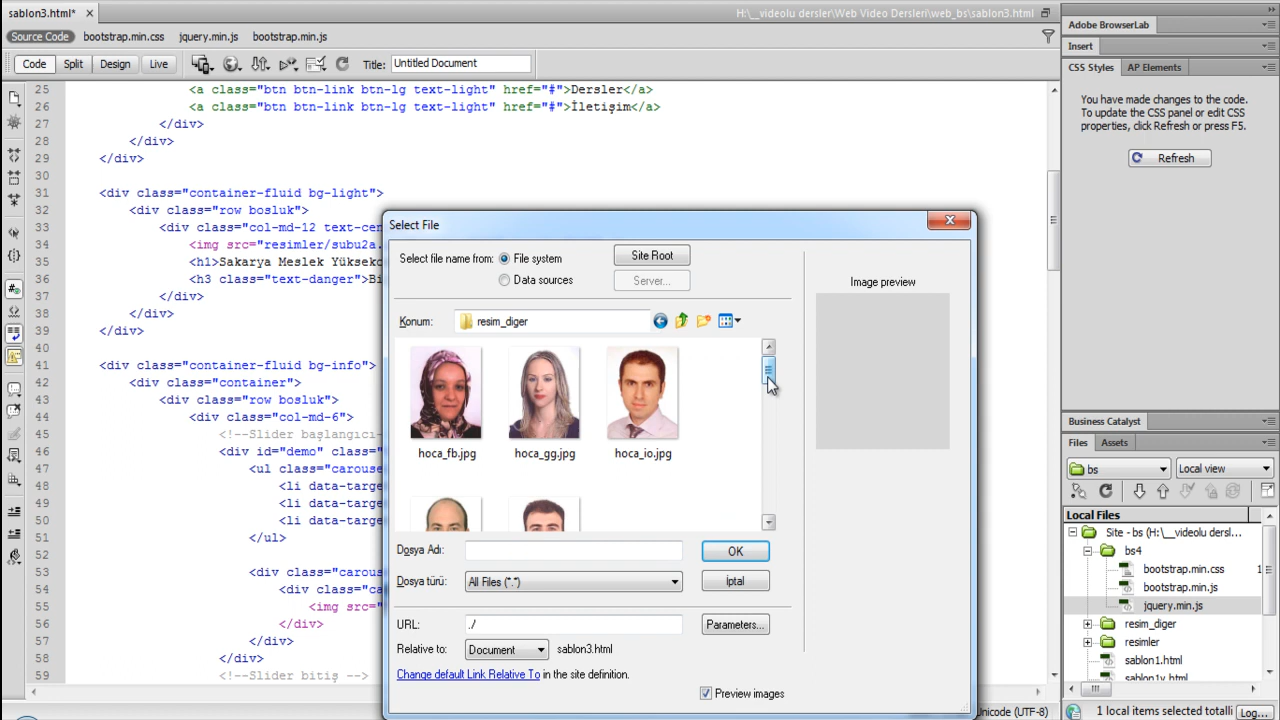 sablon3.html*
H:\__videolu dersler\Web Video Dersleri\web_bs\sablon3.html
Source Code
bootstrap.min.css
jquery.min.js
bootstrap.min.js
Code
Split
Design
Live
Title:
Untitled Document
25 <a class="btn btn-link btn-lg text-light" href="#">Dersler</a>
26 <a class="btn btn-link btn-lg text-light" href="#">İletişim</a>
27 </div>
28 </div>
29 </div>
30
31 <div class="container-fluid bg-light">
32 <div class="row bosluk">
33 <div class="col-md-12 text-cen
34 <img src="resimler/subu2a.
35 <h1>Sakarya Meslek Yükseko
36 <h3 class="text-danger">Bi
37 </div>
38 </div>
39 </div>
40
41 <div class="container-fluid bg-info">
42 <div class="container">
43 <div class="row bosluk">
44 <div class="col-md-6">
45 <!--Slider başlangıcı-
46 <div id="demo" class="
47 <ul class="carouse
48 <li data-targe
49 <li data-targe
50 <li data-targe
51 </ul>
52
53 <div class="carous
54 <div class="ca
55 <img src="
56 </div>
57 </div>
58 </div>
59 <!--Slider bitiş -->
Select File
Select file name from:
File system
Data sources
Site Root
Server...
Konum:
resim_diger
hoca_fb.jpg
hoca_gg.jpg
hoca_io.jpg
Image preview
Dosya Adı:
OK
Dosya türü:
All Files (*.*)
İptal
URL:
./
Parameters...
Relative to:
Document
sablon3.html
Change default Link Relative To in the site definition.
Preview images
Unicode (UTF-8)
Adobe BrowserLab
Insert
CSS Styles
AP Elements
You have made changes to the code.
To update the CSS panel or edit CSS
properties, click Refresh or press F5.
Refresh
Business Catalyst
Files
Assets
bs
Local view
Local Files
Site - bs (H:\__videolu dersl...
bs4
bootstrap.min.css
1
bootstrap.min.js
jquery.min.js
resim_diger
resimler
sablon1.html
sablon1y.html
1 local items selected totalli
Log...